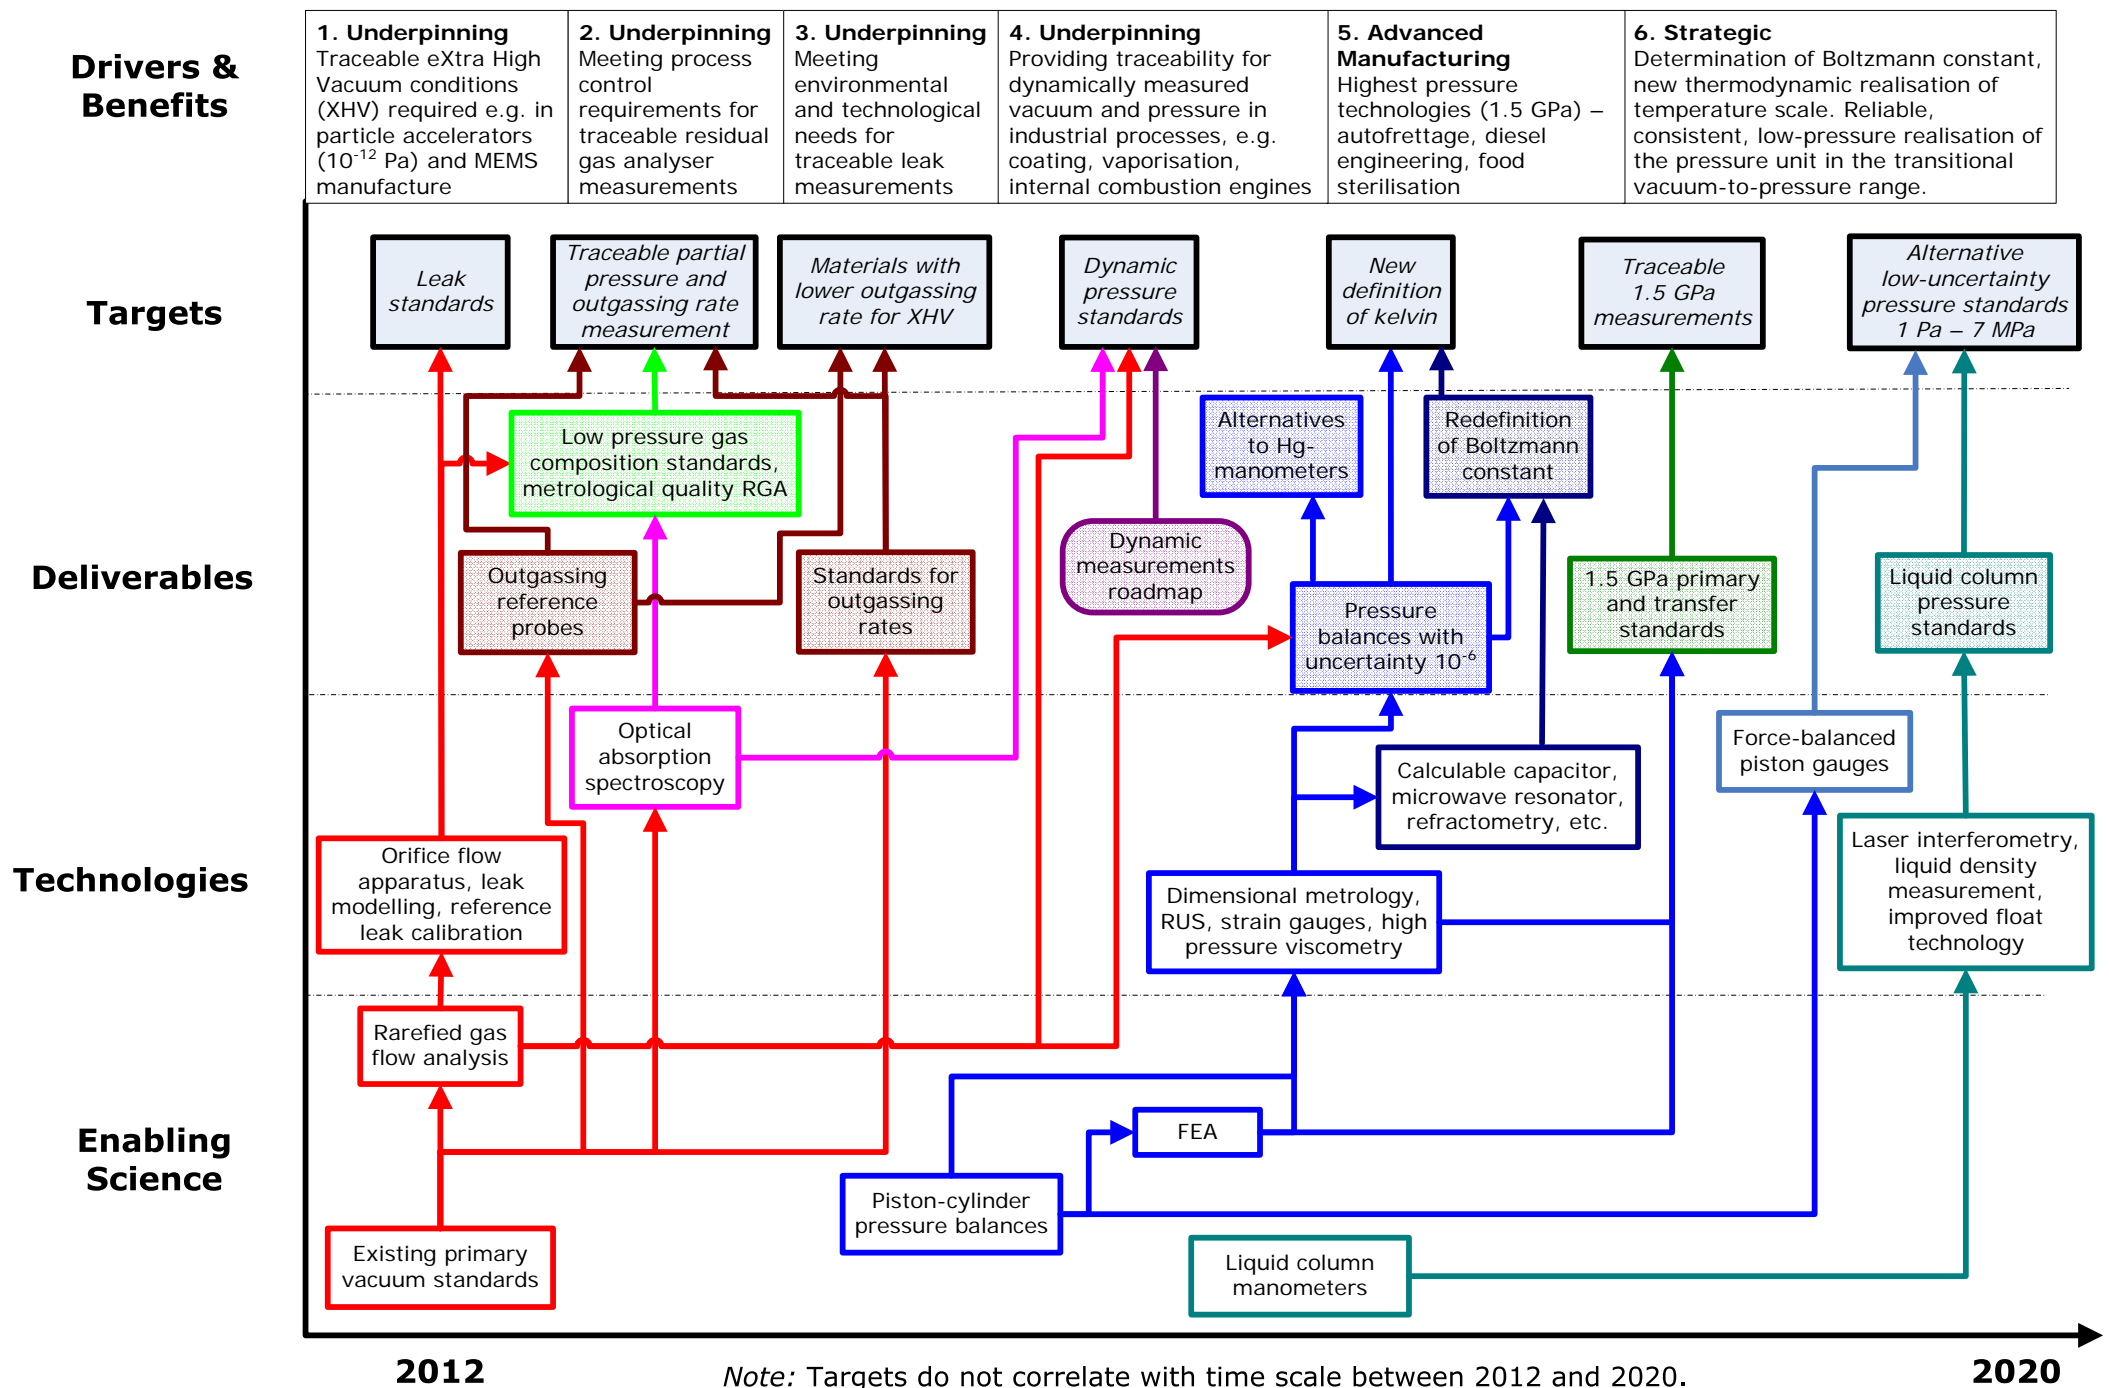 Drivers &
Benefits
1. Underpinning
Traceable eXtra High
Vacuum conditions
(XHV) required e.g. in
particle accelerators
(10⁻¹² Pa) and MEMS
manufacture
2. Underpinning
Meeting process
control
requirements for
traceable residual
gas analyser
measurements
3. Underpinning
Meeting
environmental
and technological
needs for
traceable leak
measurements
4. Underpinning
Providing traceability for
dynamically measured
vacuum and pressure in
industrial processes, e.g.
coating, vaporisation,
internal combustion engines
5. Advanced
Manufacturing
Highest pressure
technologies (1.5 GPa) –
autofrettage, diesel
engineering, food
sterilisation
6. Strategic
Determination of Boltzmann constant,
new thermodynamic realisation of
temperature scale. Reliable,
consistent, low-pressure realisation of
the pressure unit in the transitional
vacuum-to-pressure range.
Targets
Leak
standards
Traceable partial
pressure and
outgassing rate
measurement
Materials with
lower outgassing
rate for XHV
Dynamic
pressure
standards
New
definition
of kelvin
Traceable
1.5 GPa
measurements
Alternative
low-uncertainty
pressure standards
1 Pa – 7 MPa
Deliverables
Low pressure gas
composition standards,
metrological quality RGA
Alternatives
to Hg-
manometers
Redefinition
of Boltzmann
constant
Outgassing
reference
probes
Standards for
outgassing
rates
Dynamic
measurements
roadmap
Pressure
balances with
uncertainty 10⁻⁶
1.5 GPa primary
and transfer
standards
Liquid column
pressure
standards
Technologies
Optical
absorption
spectroscopy
Force-balanced
piston gauges
Calculable capacitor,
microwave resonator,
refractometry, etc.
Orifice flow
apparatus, leak
modelling, reference
leak calibration
Dimensional metrology,
RUS, strain gauges, high
pressure viscometry
Laser interferometry,
liquid density
measurement,
improved float
technology
Enabling
Science
Rarefied gas
flow analysis
FEA
Piston-cylinder
pressure balances
Existing primary
vacuum standards
Liquid column
manometers
2012
Note: Targets do not correlate with time scale between 2012 and 2020.
2020